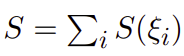 S = ∑_i S(ξ_i)